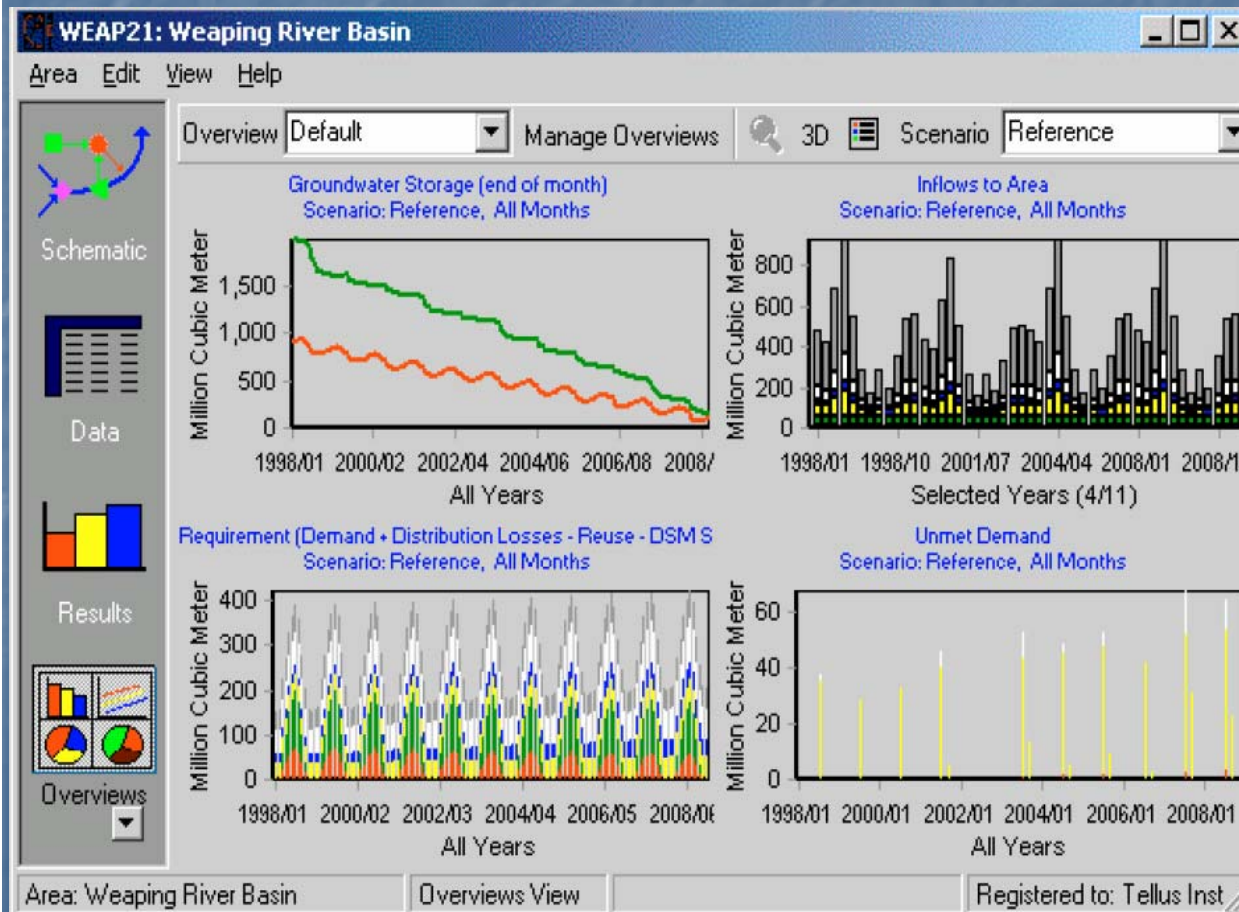 WEAP21: Weaping River Basin
Area Edit View Help
Overview Default Manage Overviews 3D Scenario Reference
Schematic
Data
Results
Overviews
Groundwater Storage (end of month)
Scenario: Reference, All Months
Million Cubic Meter
1,500
1,000
500
0
1998/01 2000/02 2002/04 2004/06 2006/08 2008/
All Years
Inflows to Area
Scenario: Reference, All Months
Million Cubic Meter
800
600
400
200
0
1998/01 1998/10 2001/07 2004/04 2008/01 2008/1
Selected Years (4/11)
Requirement (Demand + Distribution Losses - Reuse - DSM S
Scenario: Reference, All Months
Million Cubic Meter
400
300
200
100
0
1998/01 2000/02 2002/03 2004/04 2006/05 2008/06
All Years
Unmet Demand
Scenario: Reference, All Months
Million Cubic Meter
60
40
20
0
1998/01 2000/01 2002/01 2004/01 2006/01 2008/01
All Years
Area: Weaping River Basin Overviews View Registered to: Tellus Inst